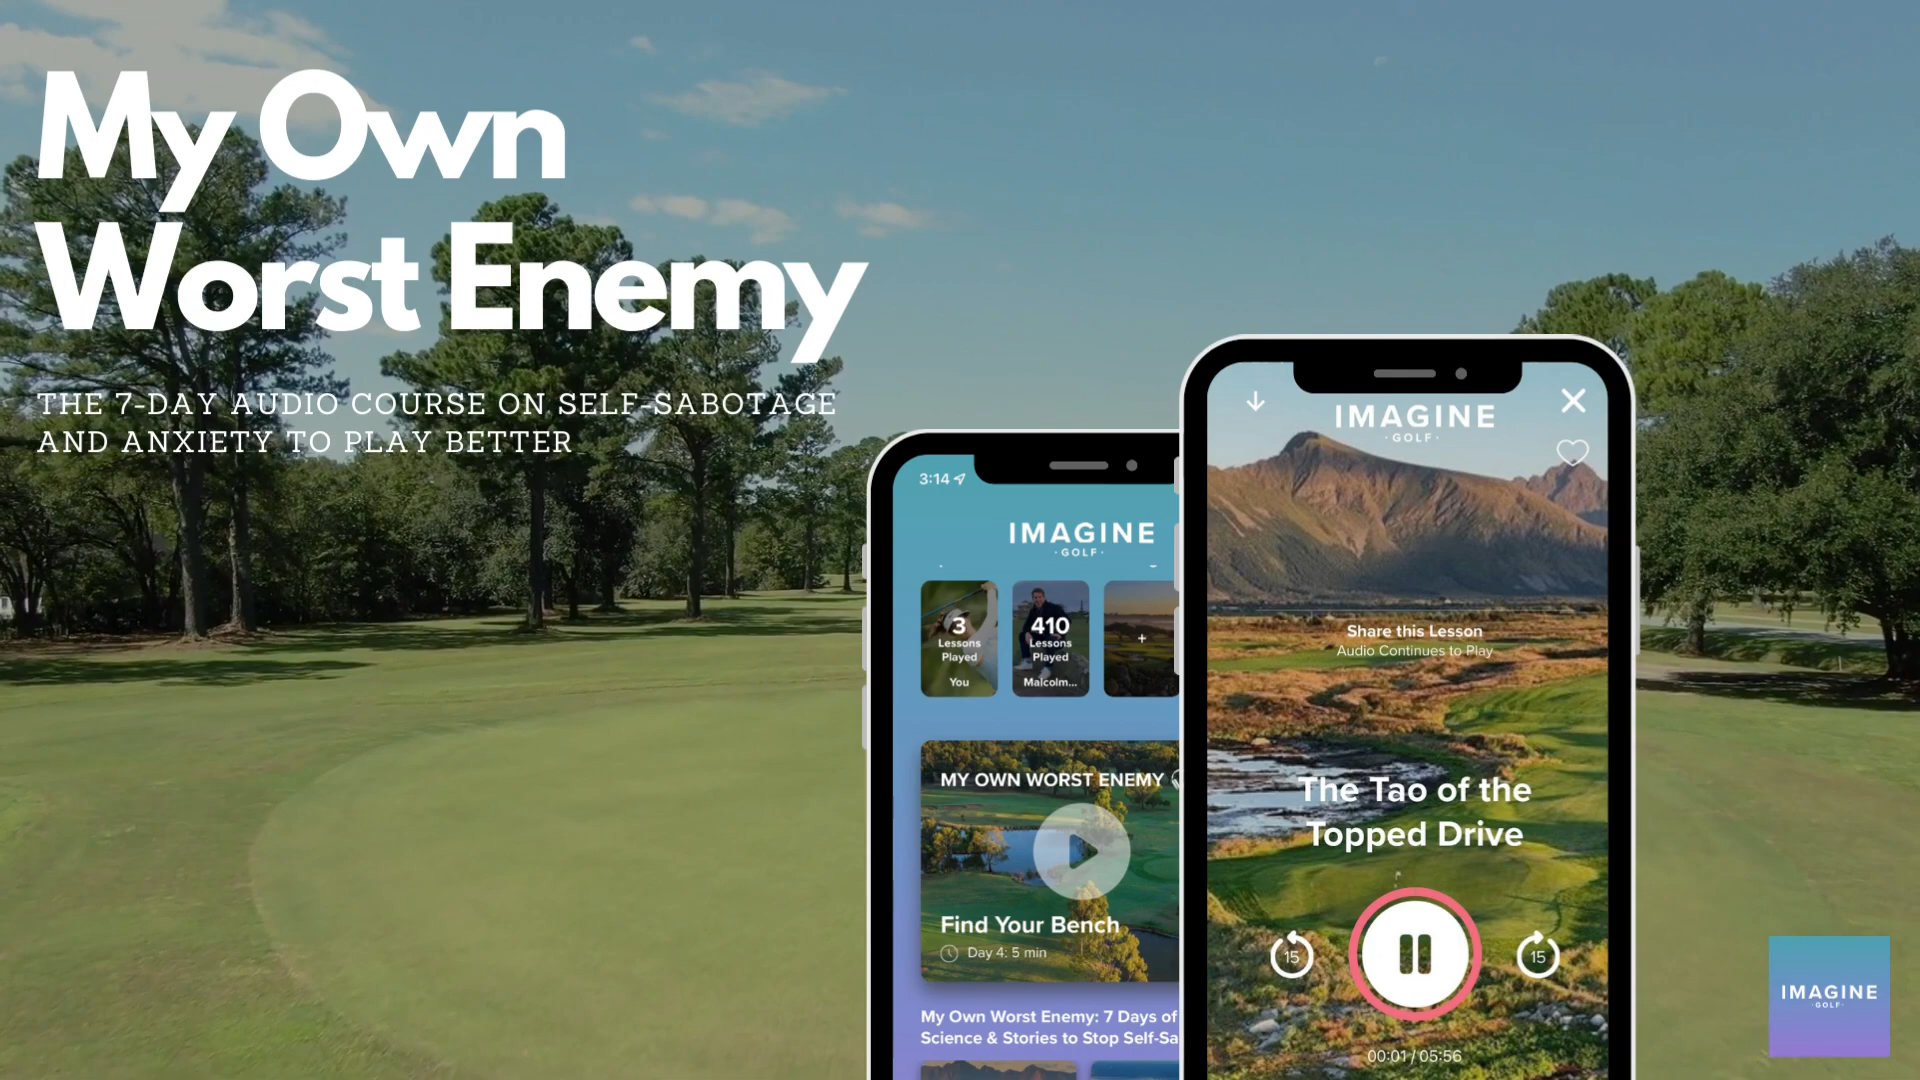 My Own
Worst Enemy
THE 7-DAY AUDIO COURSE ON SELF-SABOTAGE
AND ANXIETY TO PLAY BETTER
3:14
IMAGINE
·GOLF·
3
Lessons
Played
You
410
Lessons
Played
Malcolm...
+
MY OWN WORST ENEMY
Find Your Bench
Day 4: 5 min
My Own Worst Enemy: 7 Days of
Science & Stories to Stop Self-Sa
IMAGINE
·GOLF·
Share this Lesson
Audio Continues to Play
The Tao of the
Topped Drive
15
15
00:01 / 05:56
IMAGINE
·GOLF·